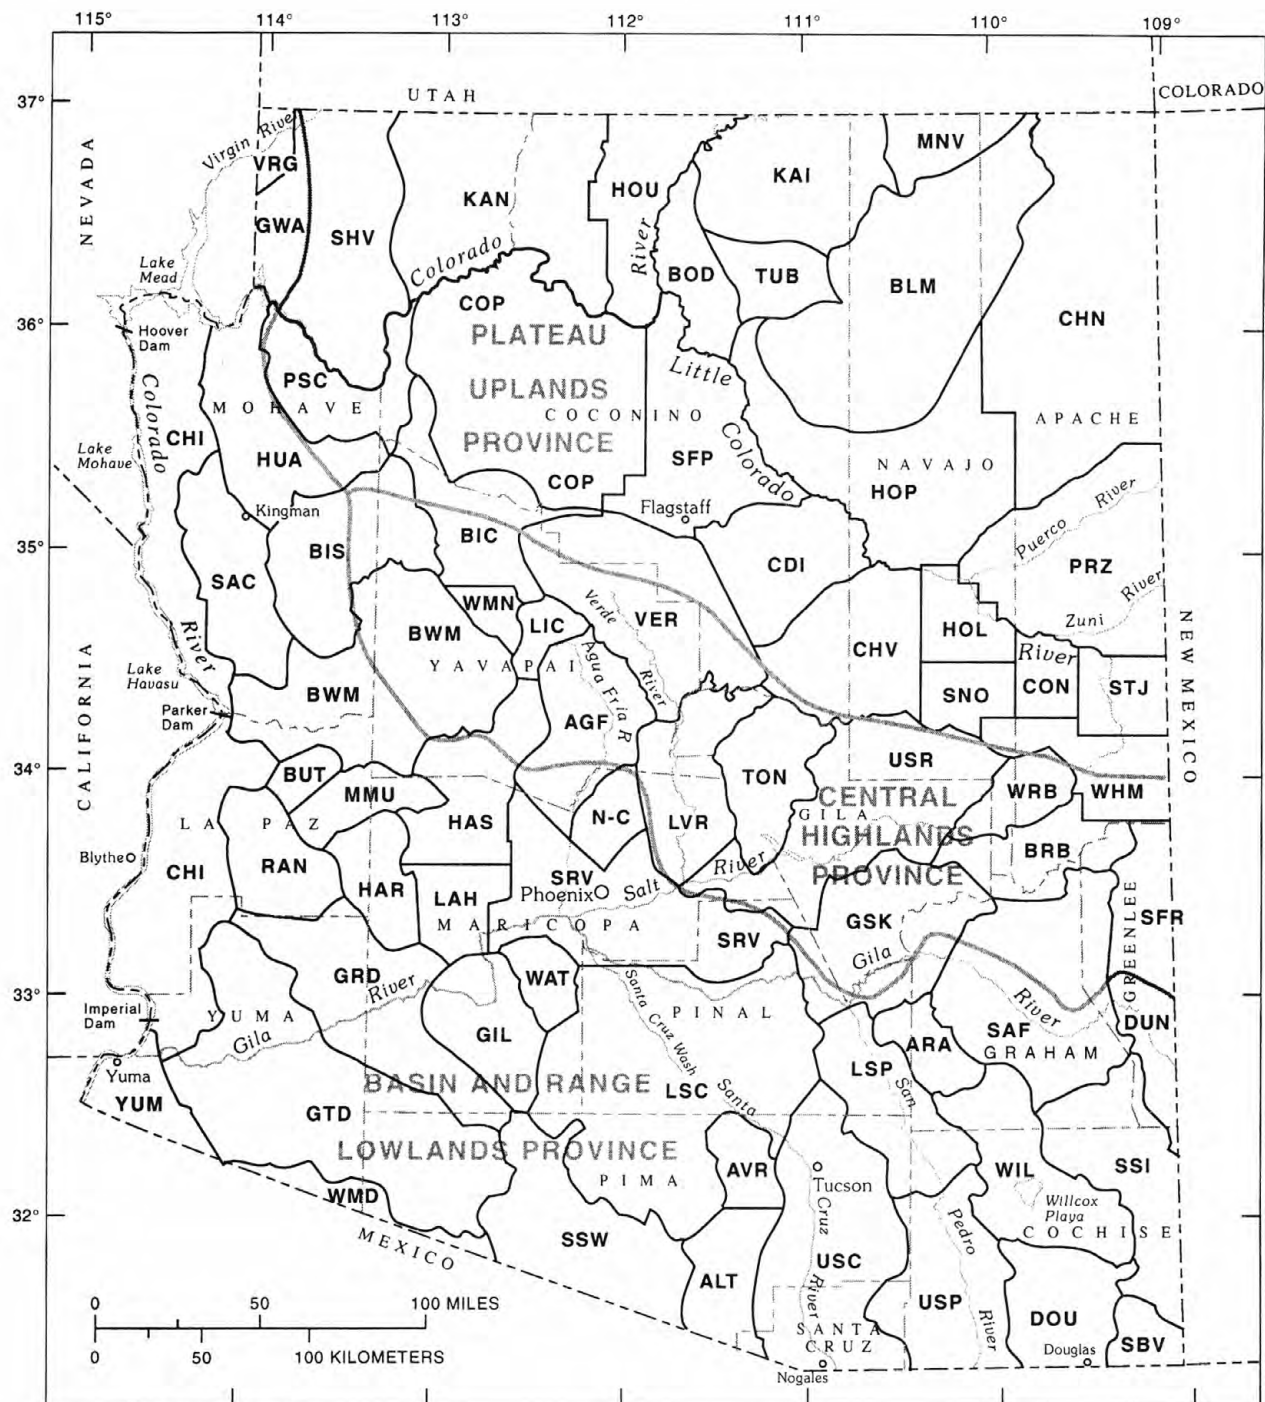 115° 114° 113° 112° 111° 110° 109°
UTAH
COLORADO
37°
NEVADA
Virgin River
VRG
GWA
SHV
KAN
HOU
KAI
MNV
Colorado
River
BOD
TUB
BLM
CHN
Lake
Mead
COP
PLATEAU
UPLANDS
PROVINCE
36°
Hoover
Dam
PSC
Little
MOHAVE
COCONINO
APACHE
Colorado
CHI
Lake
Mohave
HUA
SFP
Colorado
NAVAJO
HOP
COP
Flagstaff
Kingman
Puerco River
35°
BIS
BIC
CDI
PRZ
SAC
WMN
Verde
VER
Zuni River
LIC
BWM
HOL
CHV
River
YAVAPAI
Agua Fria R
River
River
Lake
Havasu
BWM
SNO
CON
STJ
Parker
Dam
AGF
CALIFORNIA
NEW MEXICO
34°
BUT
MMU
TON
USR
WRB
WHM
CENTRAL
GILA
HIGHLANDS
PROVINCE
N-C
LVR
HAS
LA PAZ
BRB
Blythe
CHI
RAN
HAR
SRV
Phoenix
Salt River
LAH
MARICOPA
GSK
GREENLEE
SFR
SRV
Gila
GRD
River
WAT
33°
Imperial
Dam
YUMA
Gila
GIL
Santa Cruz Wash
PINAL
River
SAF
GRAHAM
DUN
ARA
LSP
San
Yuma
YUM
BASIN AND RANGE
LSC
Santa
GTD
LOWLANDS PROVINCE
AVR
PIMA
Tucson
WIL
SSI
WMD
Willcox
Playa
32°
MEXICO
SSW
Cruz
Pedro
COCHISE
USC
ALT
River
USP
River
DOU
SANTA
CRUZ
Douglas
SBV
Nogales
0 50 100 MILES
0 50 100 KILOMETERS